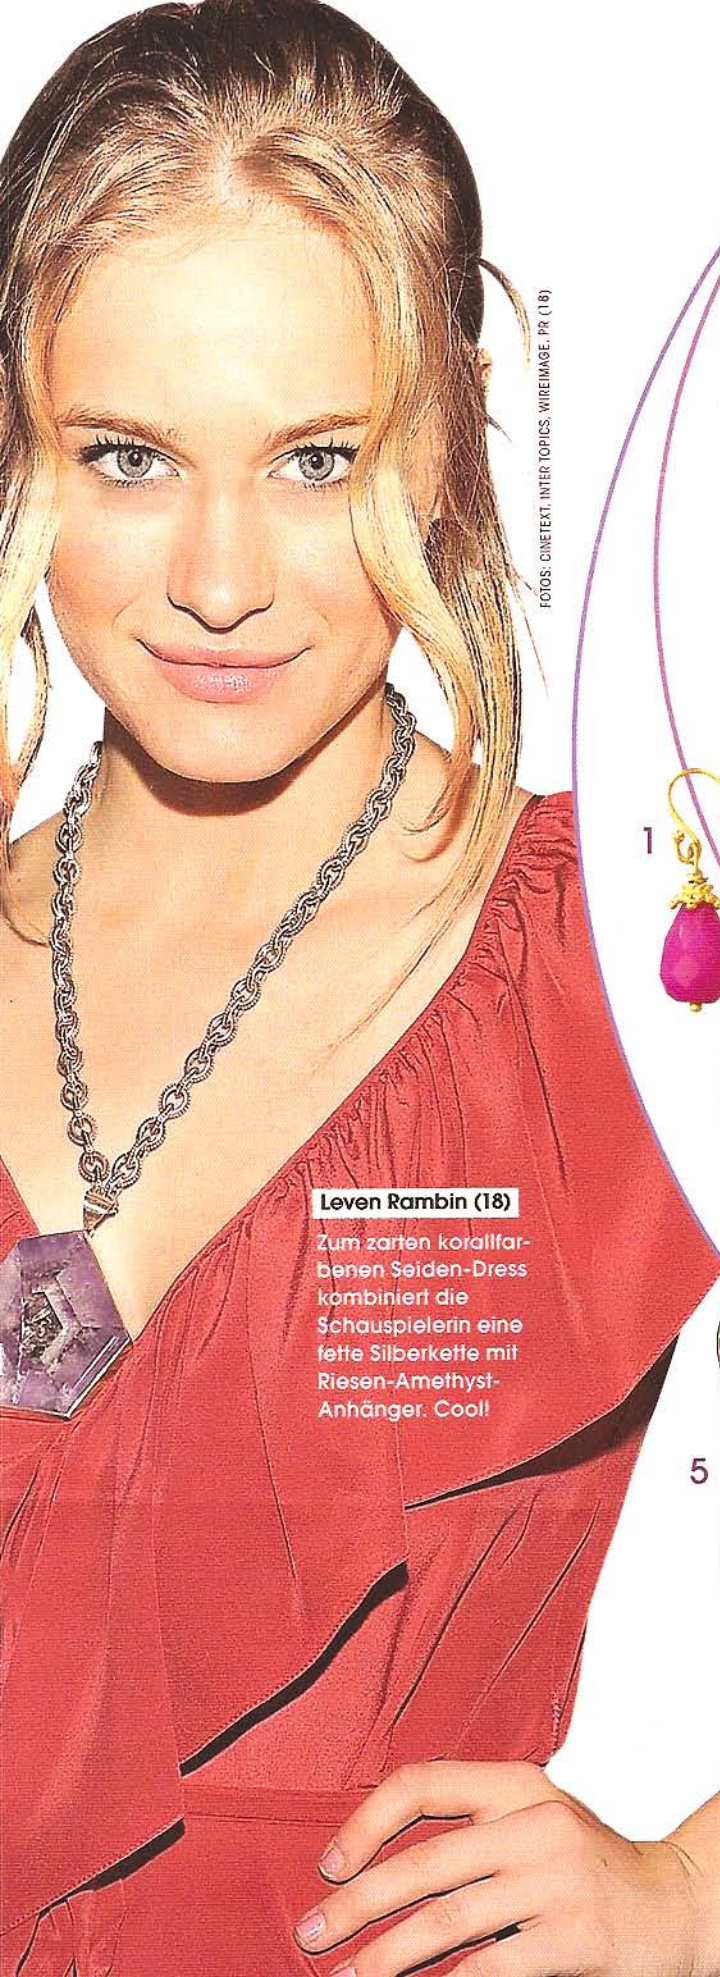 FOTOS: CINETEXT, INTER TOPICS, WIREIMAGE, PR (18)
1
Leven Rambin (18)
Zum zarten korallfar-
benen Seiden-Dress
kombiniert die
Schauspielerin eine
fette Silberkette mit
Riesen-Amethyst-
Anhänger. Cool!
5